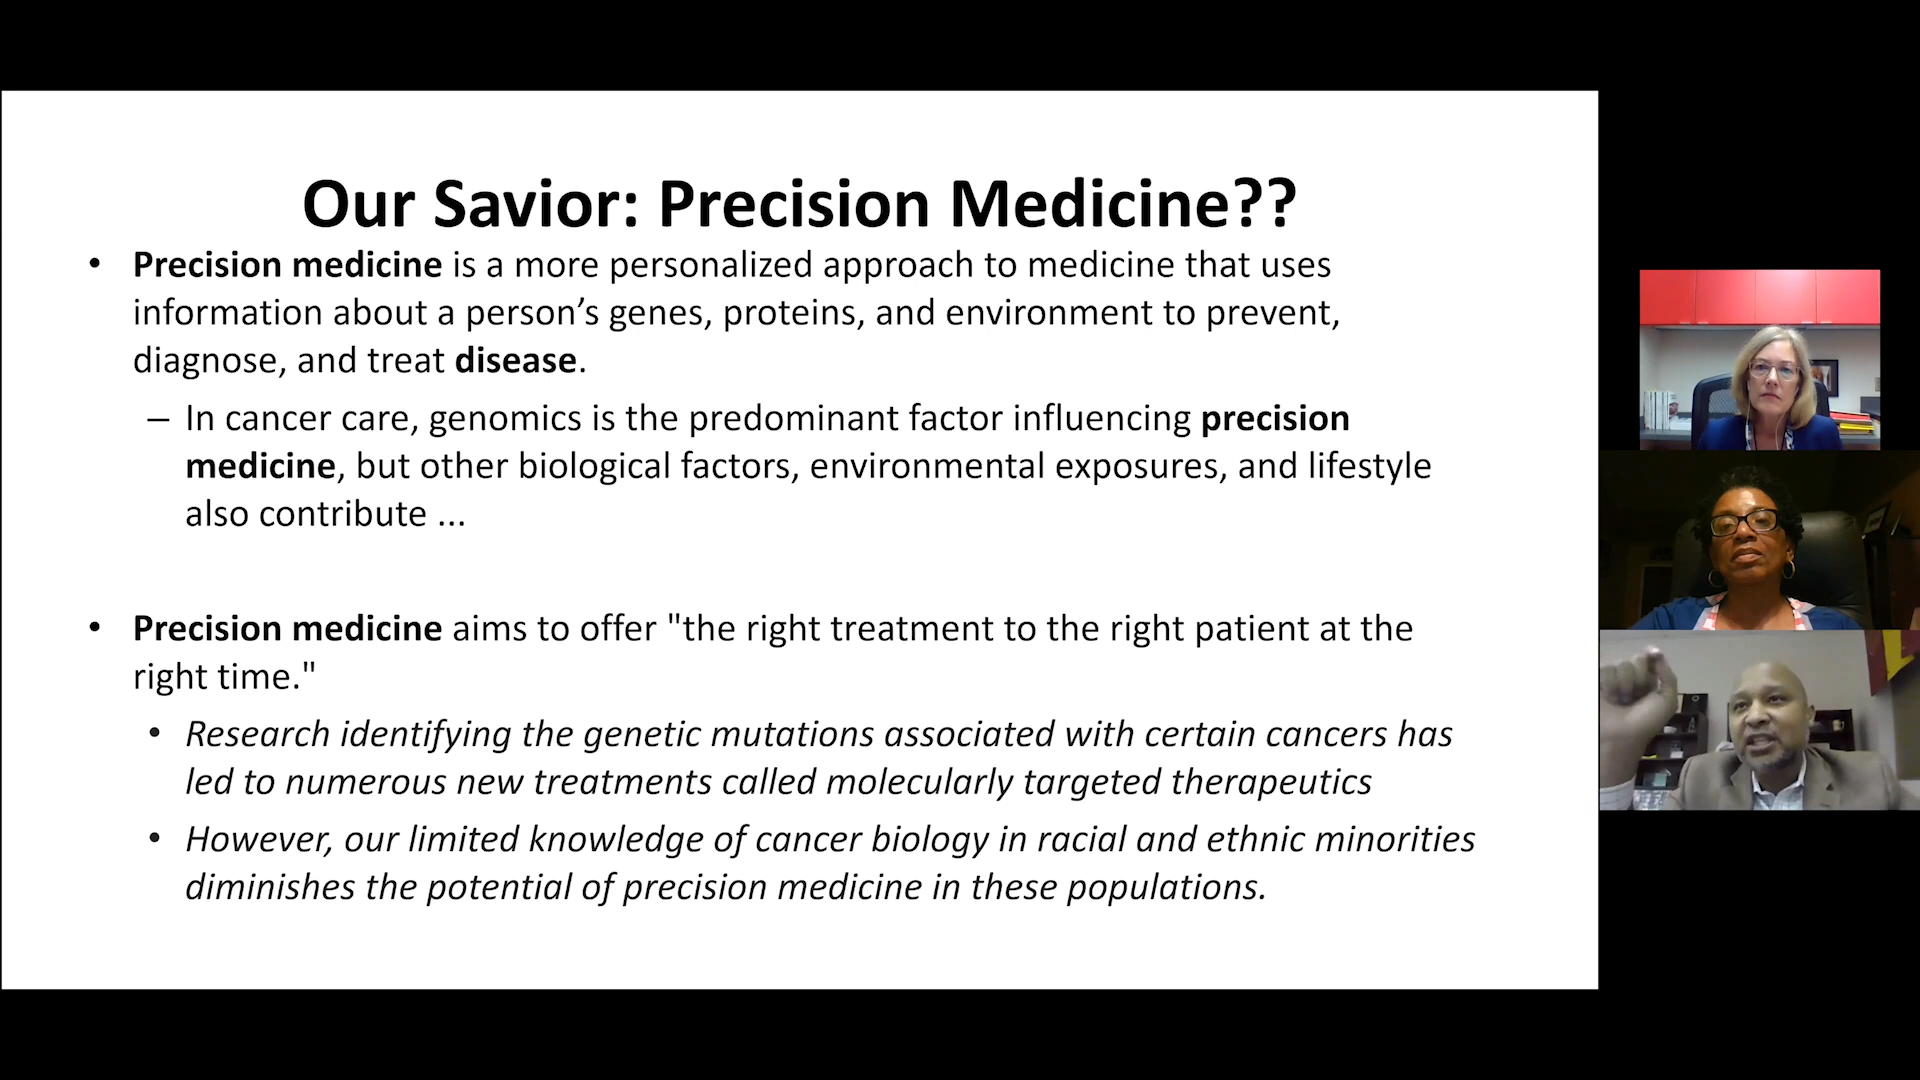 Our Savior: Precision Medicine??
• Precision medicine is a more personalized approach to medicine that uses
information about a person’s genes, proteins, and environment to prevent,
diagnose, and treat disease.
– In cancer care, genomics is the predominant factor influencing precision
medicine, but other biological factors, environmental exposures, and lifestyle
also contribute ...
• Precision medicine aims to offer "the right treatment to the right patient at the
right time."
• Research identifying the genetic mutations associated with certain cancers has
led to numerous new treatments called molecularly targeted therapeutics
• However, our limited knowledge of cancer biology in racial and ethnic minorities
diminishes the potential of precision medicine in these populations.